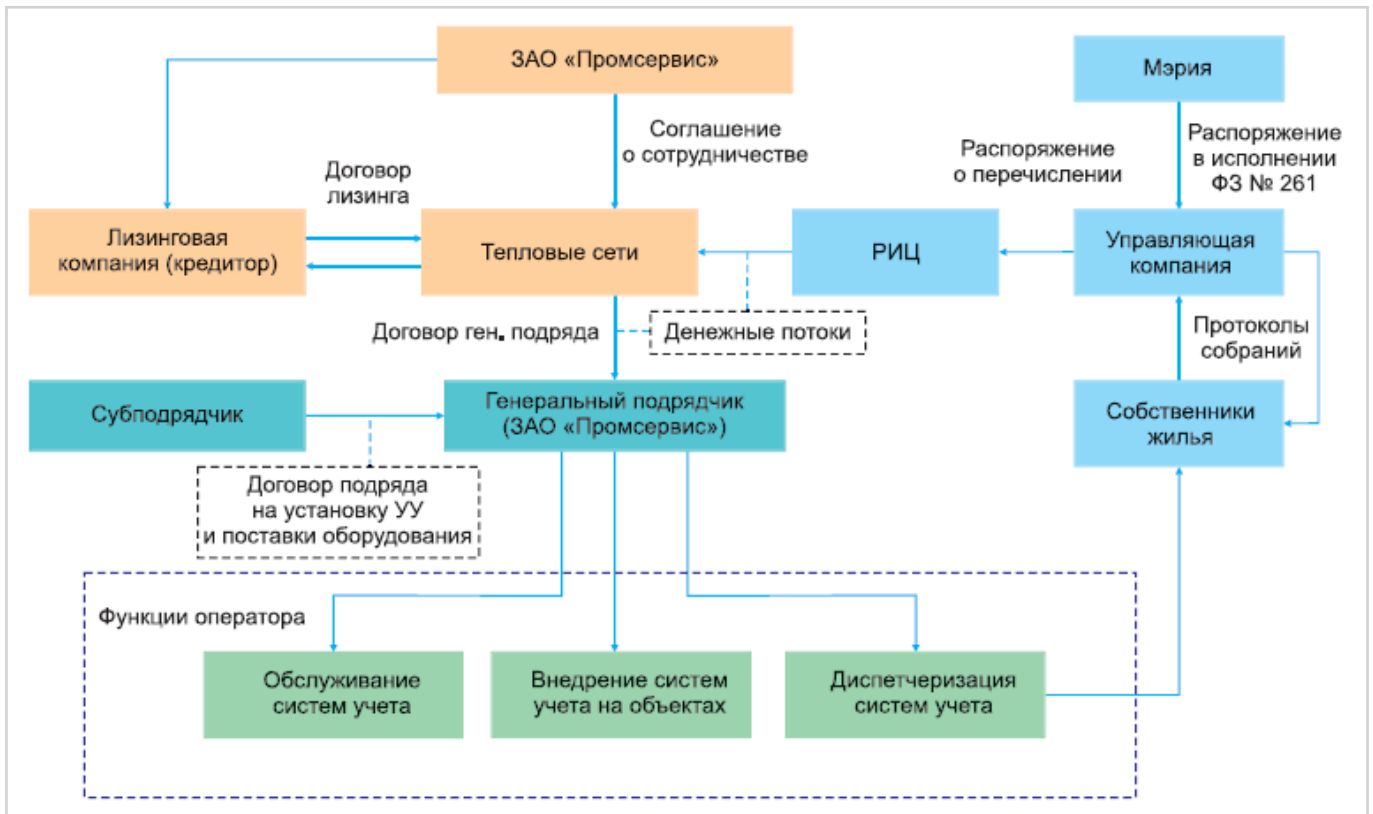 ЗАО «Промсервис»
Мэрия
Соглашение
о сотрудничестве
Распоряжение
в исполнении
ФЗ № 261
Распоряжение
о перечислении
Договор
лизинга
Лизинговая
компания (кредитор)
Тепловые сети
РИЦ
Управляющая
компания
Договор ген. подряда
Денежные потоки
Протоколы
собраний
Субподрядчик
Генеральный подрядчик
(ЗАО «Промсервис»)
Собственники
жилья
Договор подряда
на установку УУ
и поставки оборудования
Функции оператора
Обслуживание
систем учета
Внедрение систем
учета на объектах
Диспетчеризация
систем учета